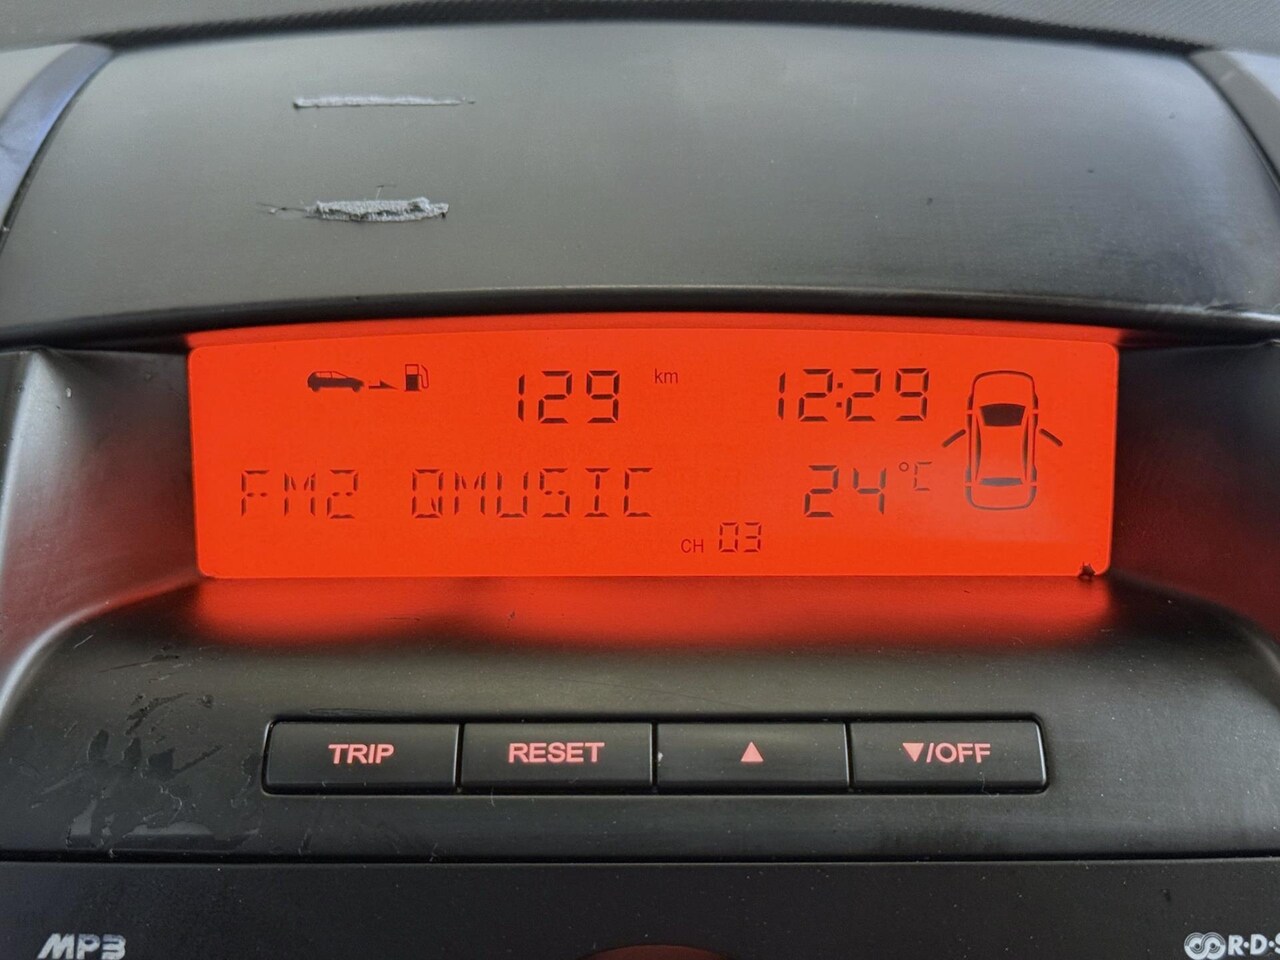 129 km 12:29
FM2 QMUSIC 24°C
CH 03
TRIP RESET ▲ ▼/OFF
MP3 R·D·S